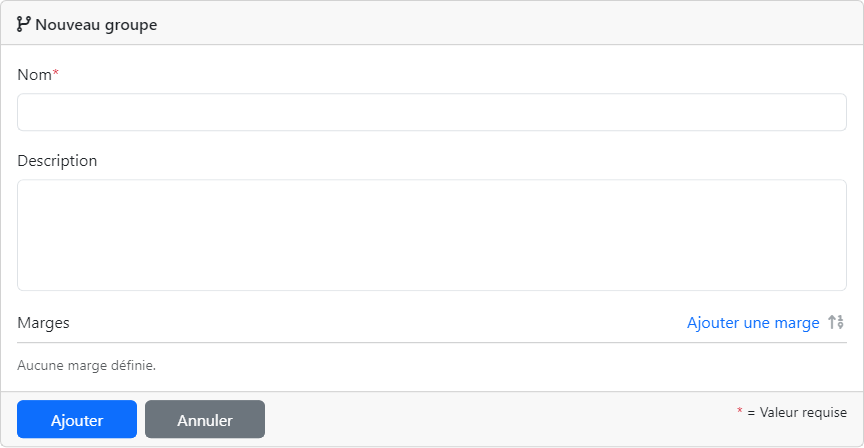 Nouveau groupe
Nom*
Description
Marges Ajouter une marge
Aucune marge définie.
Ajouter Annuler * = Valeur requise